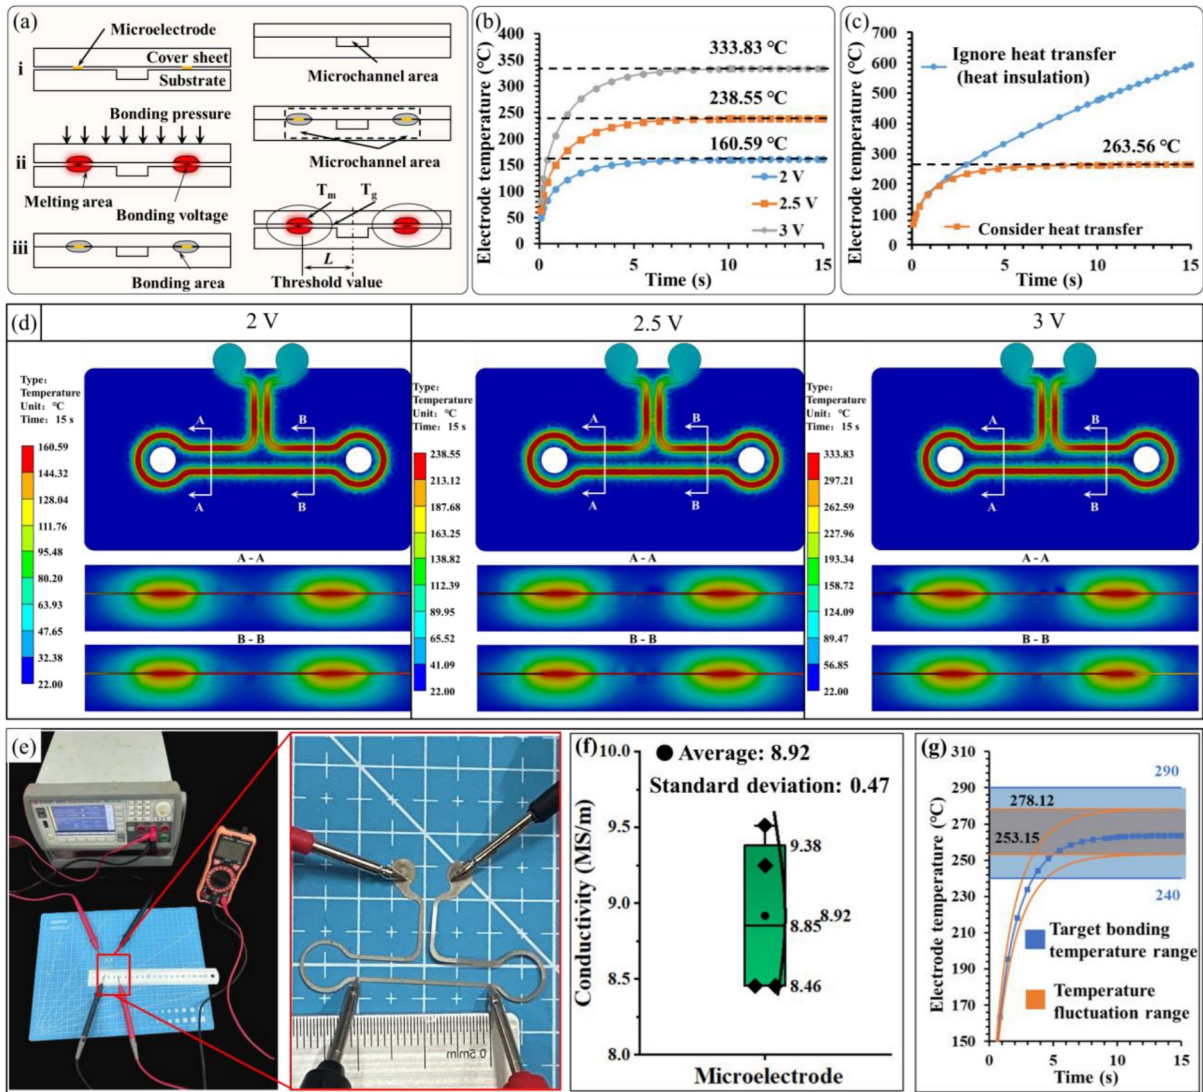 (a)
Microelectrode
Cover sheet
i
Substrate
Microchannel area
Bonding pressure
ii
Melting area
Bonding voltage
Microchannel area
iii
Bonding area
Tm
Tg
L
Threshold value
(b)
Electrode temperature (℃)
400
350
300
250
200
150
100
50
0
333.83 ℃
238.55 ℃
160.59 ℃
2 V
2.5 V
3 V
0 5 10 15
Time (s)
(c)
Electrode temperature (℃)
700
600
500
400
300
200
100
0
Ignore heat transfer
(heat insulation)
263.56 ℃
Consider heat transfer
0 5 10 15
Time (s)
(d)
2 V
2.5 V
3 V
Type:
Temperature
Unit: ℃
Time: 15 s
160.59
144.32
128.04
111.76
95.48
80.20
63.93
47.65
32.38
22.00
A B
A B
A - A
B - B
Type:
Temperature
Unit: ℃
Time: 15 s
238.55
213.12
187.68
163.25
138.82
112.39
89.95
65.52
41.09
22.00
A B
A B
A - A
B - B
Type:
Temperature
Unit: ℃
Time: 15 s
333.83
297.21
262.59
227.96
193.34
158.72
124.09
89.47
56.85
22.00
A B
A B
A - A
B - B
(e)
0.5mm
(f)
Conductivity (MS/m)
10.0
9.5
9.0
8.5
8.0
Average: 8.92
Standard deviation: 0.47
9.38
8.92
8.85
8.46
Microelectrode
(g)
Electrode temperature (℃)
310
290
270
250
230
210
190
170
150
290
278.12
253.15
240
Target bonding
temperature range
Temperature
fluctuation range
0 5 10 15
Time (s)